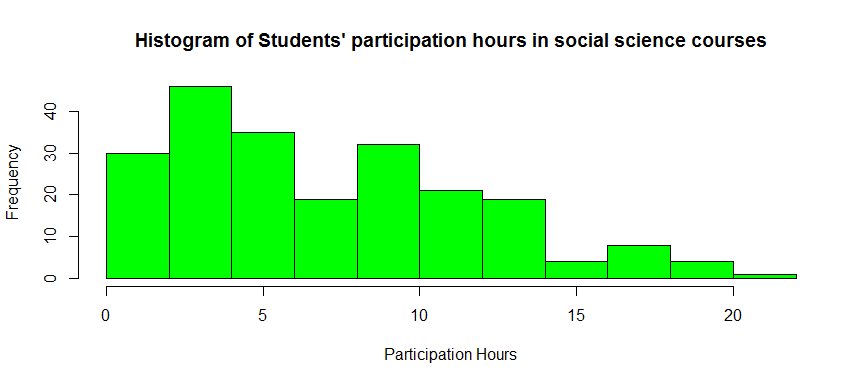 Histogram of Students' participation hours in social science courses
Frequency
40
30
20
10
0
0 5 10 15 20
Participation Hours